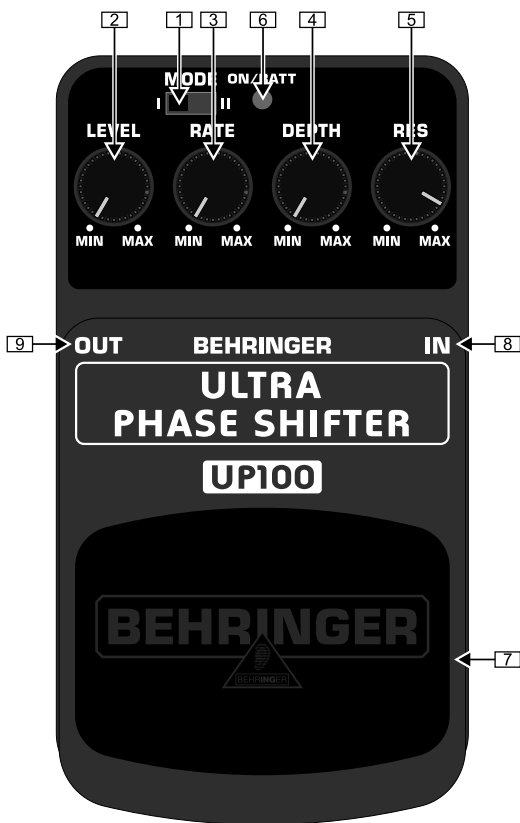 2 1 3 6 4 5
MODE ON/BATT
I II
LEVEL RATE DEPTH RES
MIN MAX MIN MAX MIN MAX MIN MAX
9 OUT BEHRINGER IN 8
ULTRA
PHASE SHIFTER
UP100
BEHRINGER
BEHRINGER
7